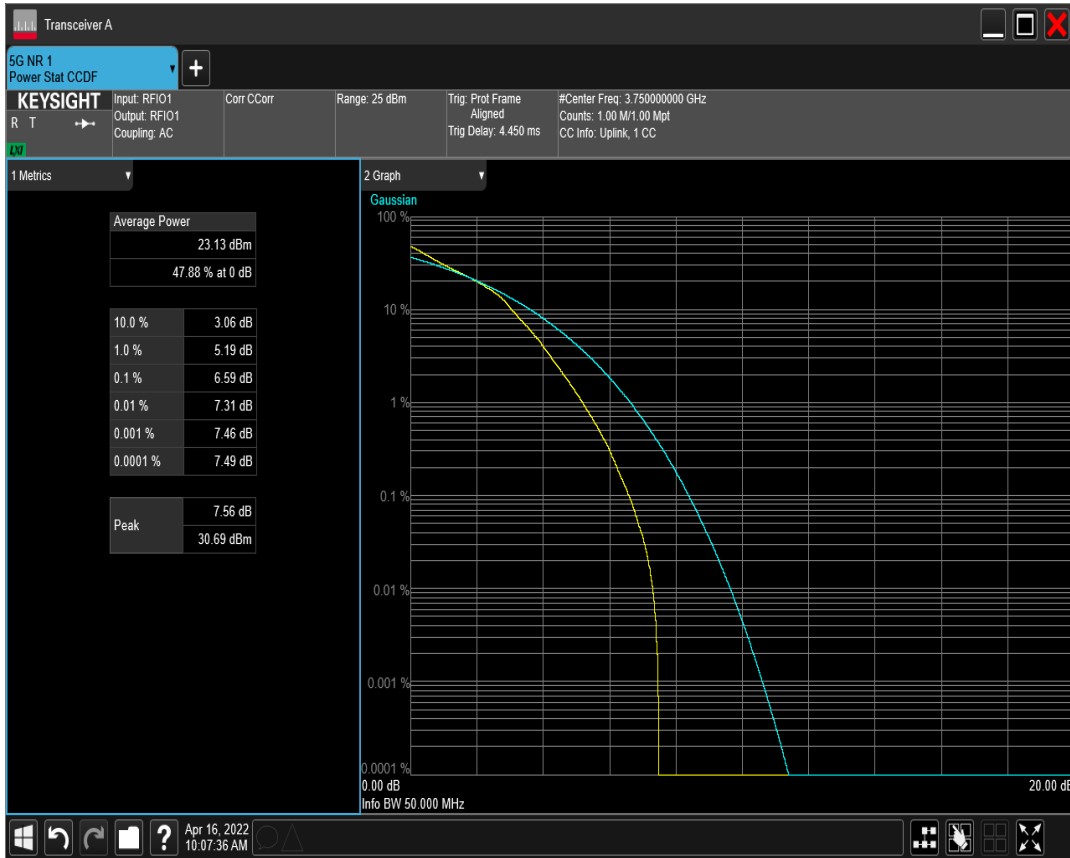 Transceiver A
5G NR 1
Power Stat CCDF
+
KEYSIGHT
R T
LXI
Input: RFIO1
Output: RFIO1
Coupling: AC
Corr CCorr
Range: 25 dBm
Trig: Prot Frame
Aligned
Trig Delay: 4.450 ms
#Center Freq: 3.750000000 GHz
Counts: 1.00 M/1.00 Mpt
CC Info: Uplink, 1 CC
1 Metrics
Average Power
23.13 dBm
47.88 % at 0 dB
10.0 % 3.06 dB
1.0 % 5.19 dB
0.1 % 6.59 dB
0.01 % 7.31 dB
0.001 % 7.46 dB
0.0001 % 7.49 dB
Peak 7.56 dB
30.69 dBm
2 Graph
Gaussian
100 %
10 %
1 %
0.1 %
0.01 %
0.001 %
0.0001 %
0.00 dB 20.00 dB
Info BW 50.000 MHz
? Apr 16, 2022
10:07:36 AM